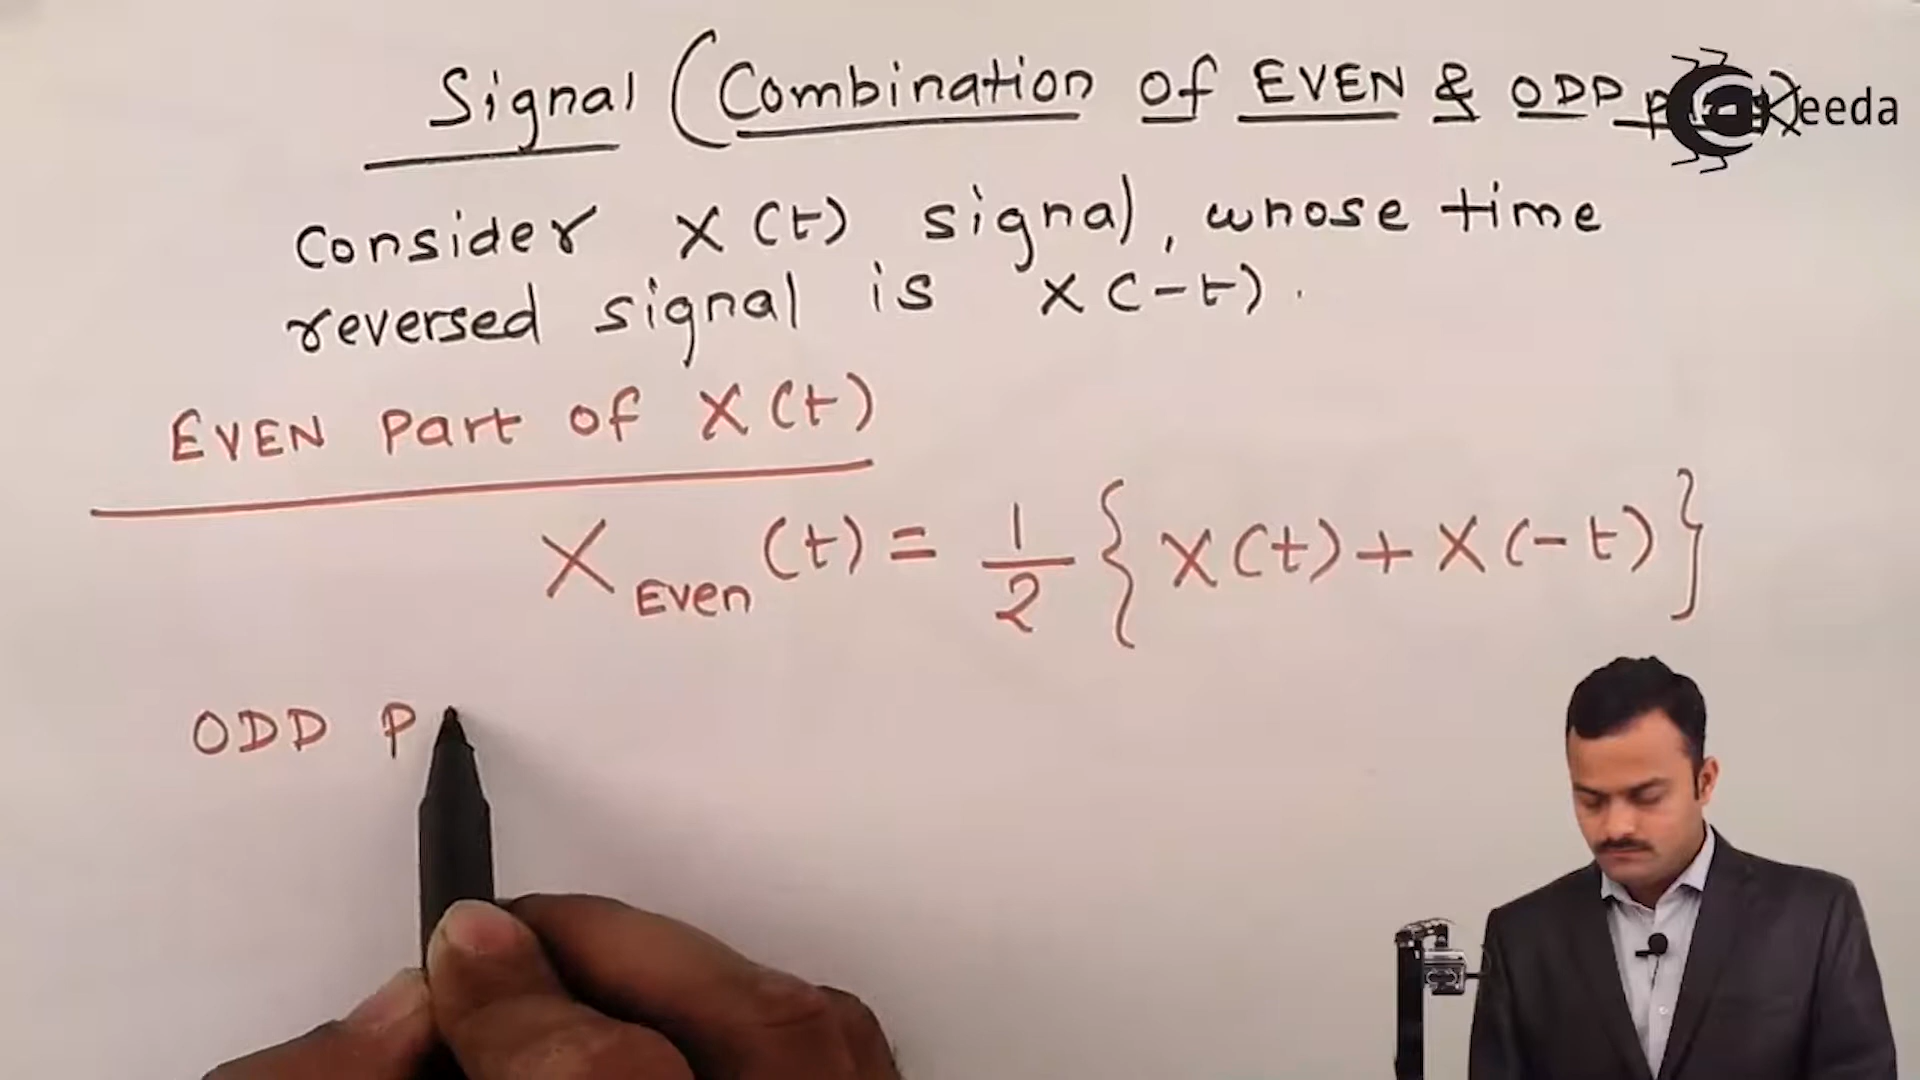 Signal (Combination of EVEN & ODD
eeda
Consider X(t) signal, whose time
reversed signal is X(-t).
EVEN Part of X(t)
X Even (t) = 1/2 { X(t) + X(-t) }
ODD P